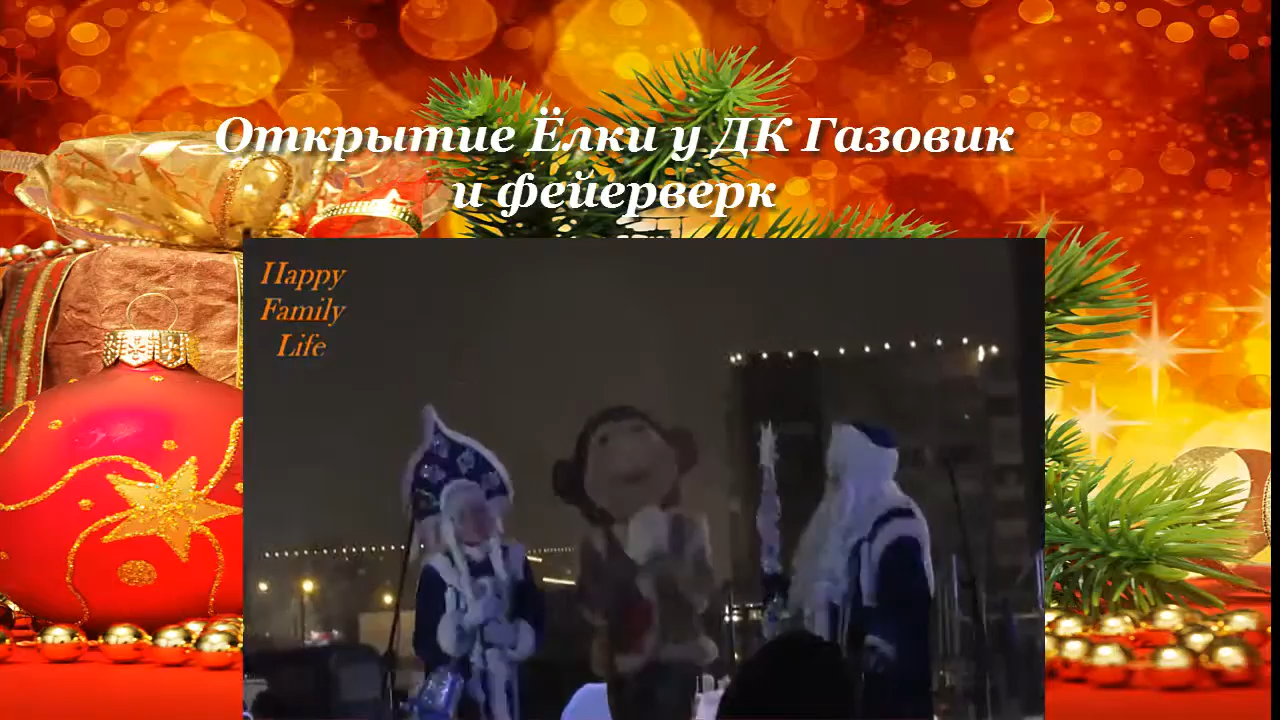 Открытие Ёлки у ДК Газовик
и фейерверк
Happy
Family
Life